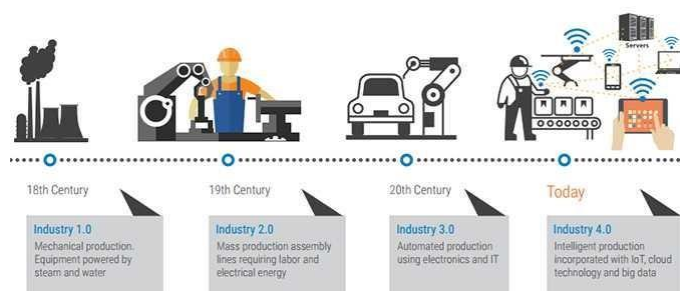 Servers
18th Century
19th Century
20th Century
Today
Industry 1.0
Mechanical production.
Equipment powered by
steam and water
Industry 2.0
Mass production assembly
lines requiring labor and
electrical energy
Industry 3.0
Automated production
using electronics and IT
Industry 4.0
Intelligent production
incorporated with IoT, cloud
technology and big data